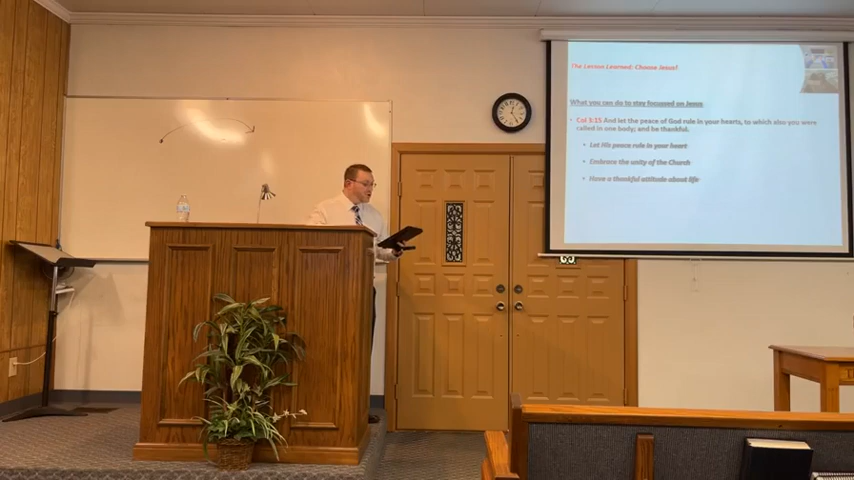 The Lesson Learned: Choose Jesus!
What you can do to stay focused on Jesus
• Col 3:15 And let the peace of God rule in your hearts, to which also you were
called in one body; and be thankful.
• Let His peace rule in your heart
• Embrace the unity of the Church
• Have a thankful attitude about life